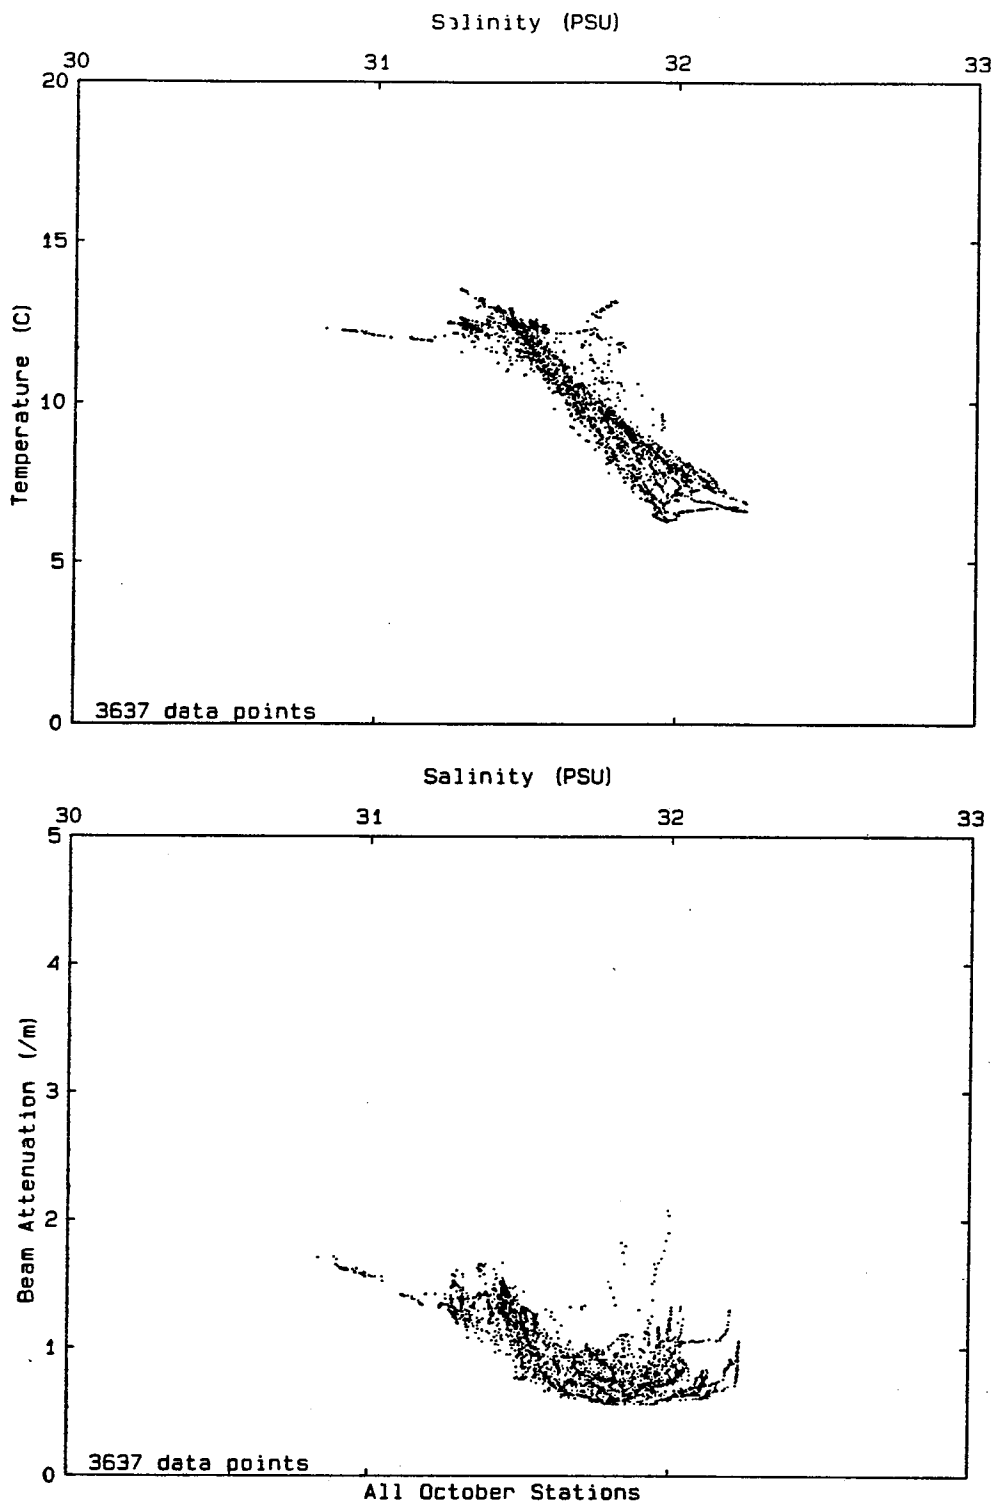 Salinity (PSU)
30 31 32 33
20
15
10
5
0
Temperature (C)
3637 data points
Salinity (PSU)
30 31 32 33
5
4
3
2
1
0
Beam Attenuation (/m)
3637 data points
All October Stations